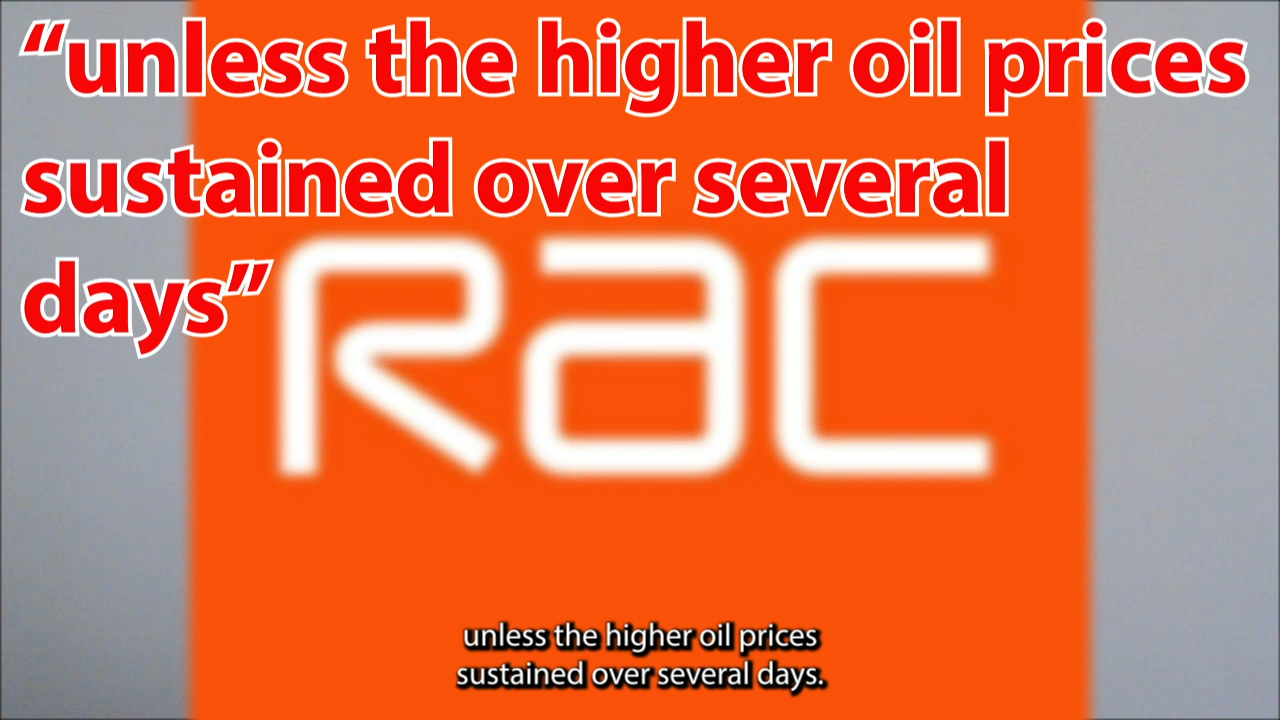 “unless the higher oil prices
sustained over several
days”
Rac
unless the higher oil prices
sustained over several days.